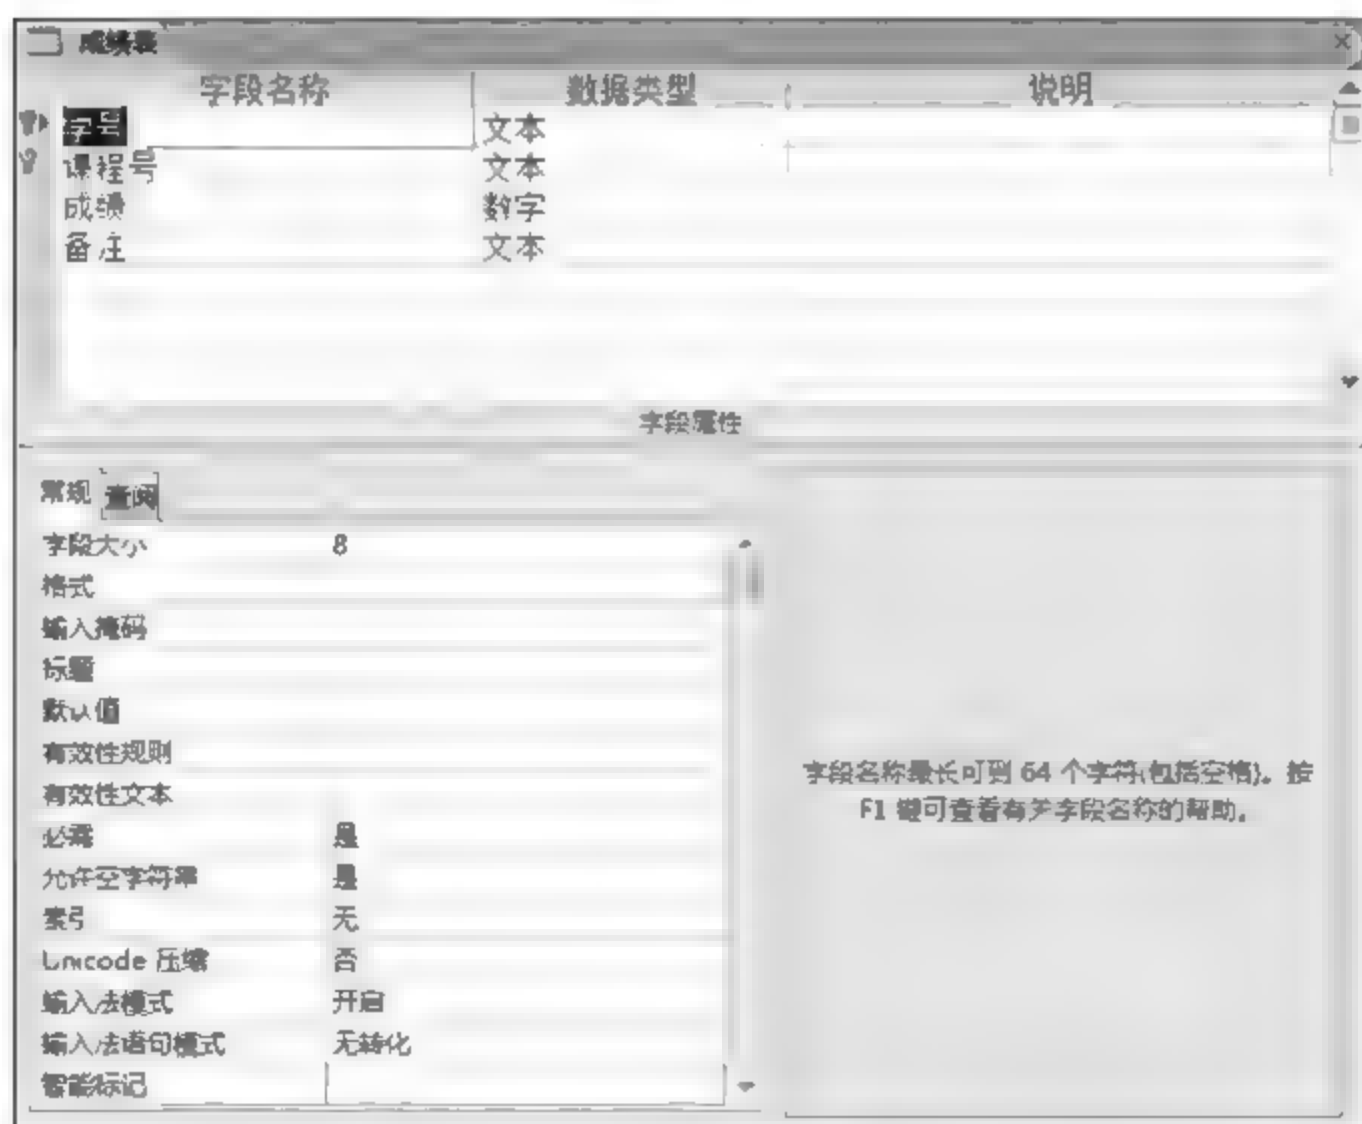 成绩表
字段名称 数据类型 说明
字号 文本
课程号 文本
成绩 数字
备注 文本
字段属性
常规 查阅
字段大小 8
格式
输入掩码
标题
默认值
有效性规则
有效性文本
必需 是
允许空字符串 是
索引 无
Unicode 压缩 否
输入法模式 开启
输入法语句模式 无转化
智能标记
字段名称最长可到 64 个字符(包括空格)。按
F1 键可查看有关字段名称的帮助。